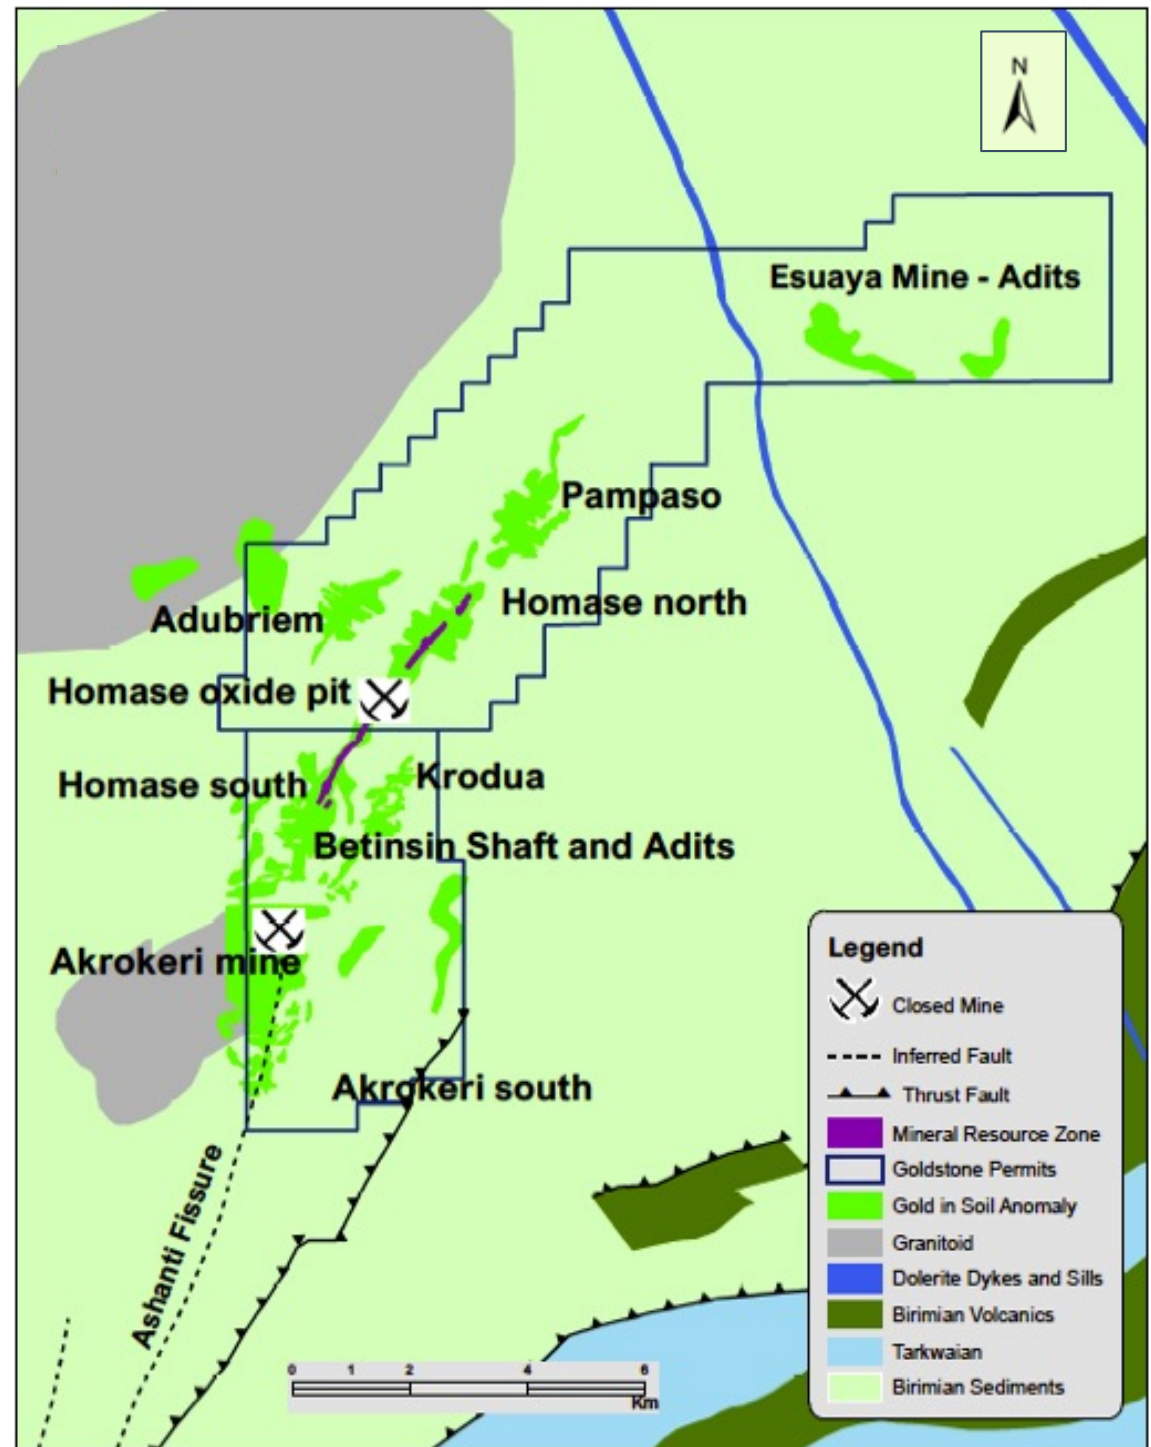 N
Esuaya Mine - Adits
Pampaso
Homase north
Adubriem
Homase oxide pit
Homase south
Krodua
Betinsin Shaft and Adits
Akrokeri mine
Akrokeri south
Ashanti Fissure
Legend
Closed Mine
Inferred Fault
Thrust Fault
Mineral Resource Zone
Goldstone Permits
Gold in Soil Anomaly
Granitoid
Dolerite Dykes and Sills
Birimian Volcanics
Tarkwaian
Birimian Sediments
0 1 2 4 6
Km